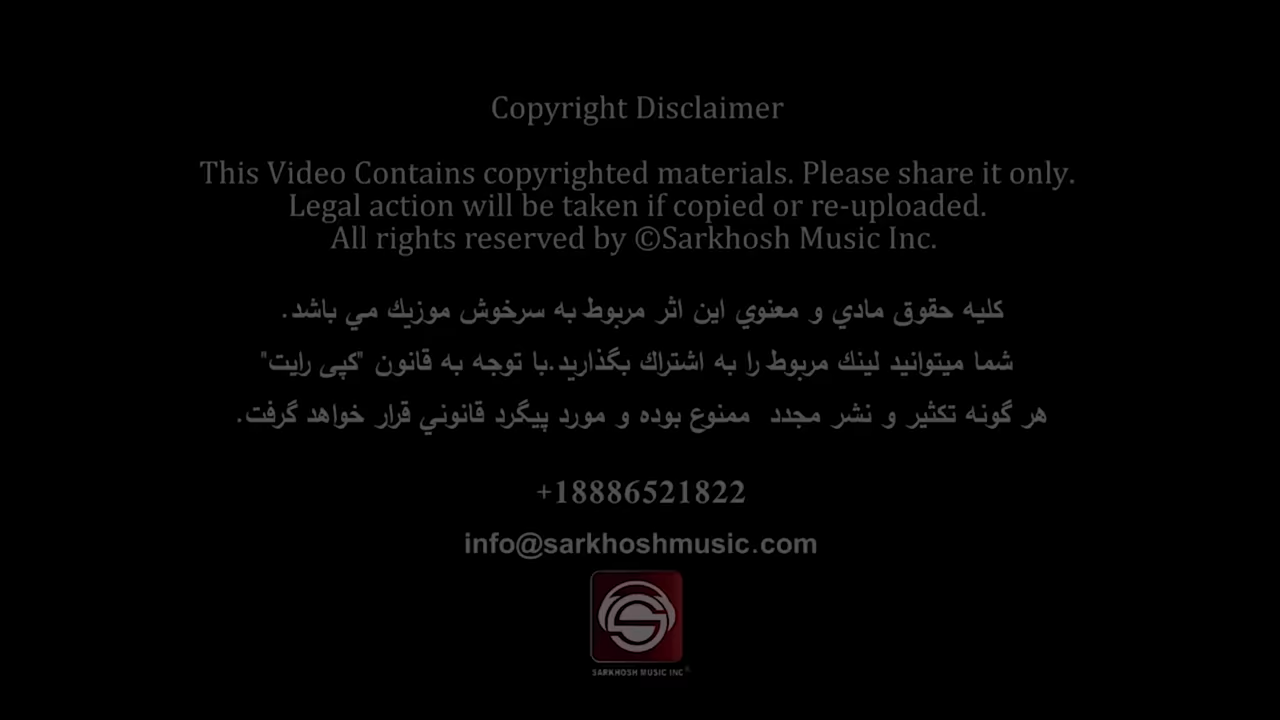 Copyright Disclaimer
This Video Contains copyrighted materials. Please share it only.
Legal action will be taken if copied or re-uploaded.
All rights reserved by ©Sarkhosh Music Inc.
كليه حقوق مادي و معنوي اين اثر مربوط به سرخوش موزيك مي باشد.
شما ميتوانيد لينك مربوط را به اشتراك بگذاريد.با توجه به قانون "کپی رايت"
هر گونه تكثير و نشر مجدد  ممنوع بوده و مورد پيگرد قانوني قرار خواهد گرفت.
+18886521822
info@sarkhoshmusic.com
SARKHOSH MUSIC INC®